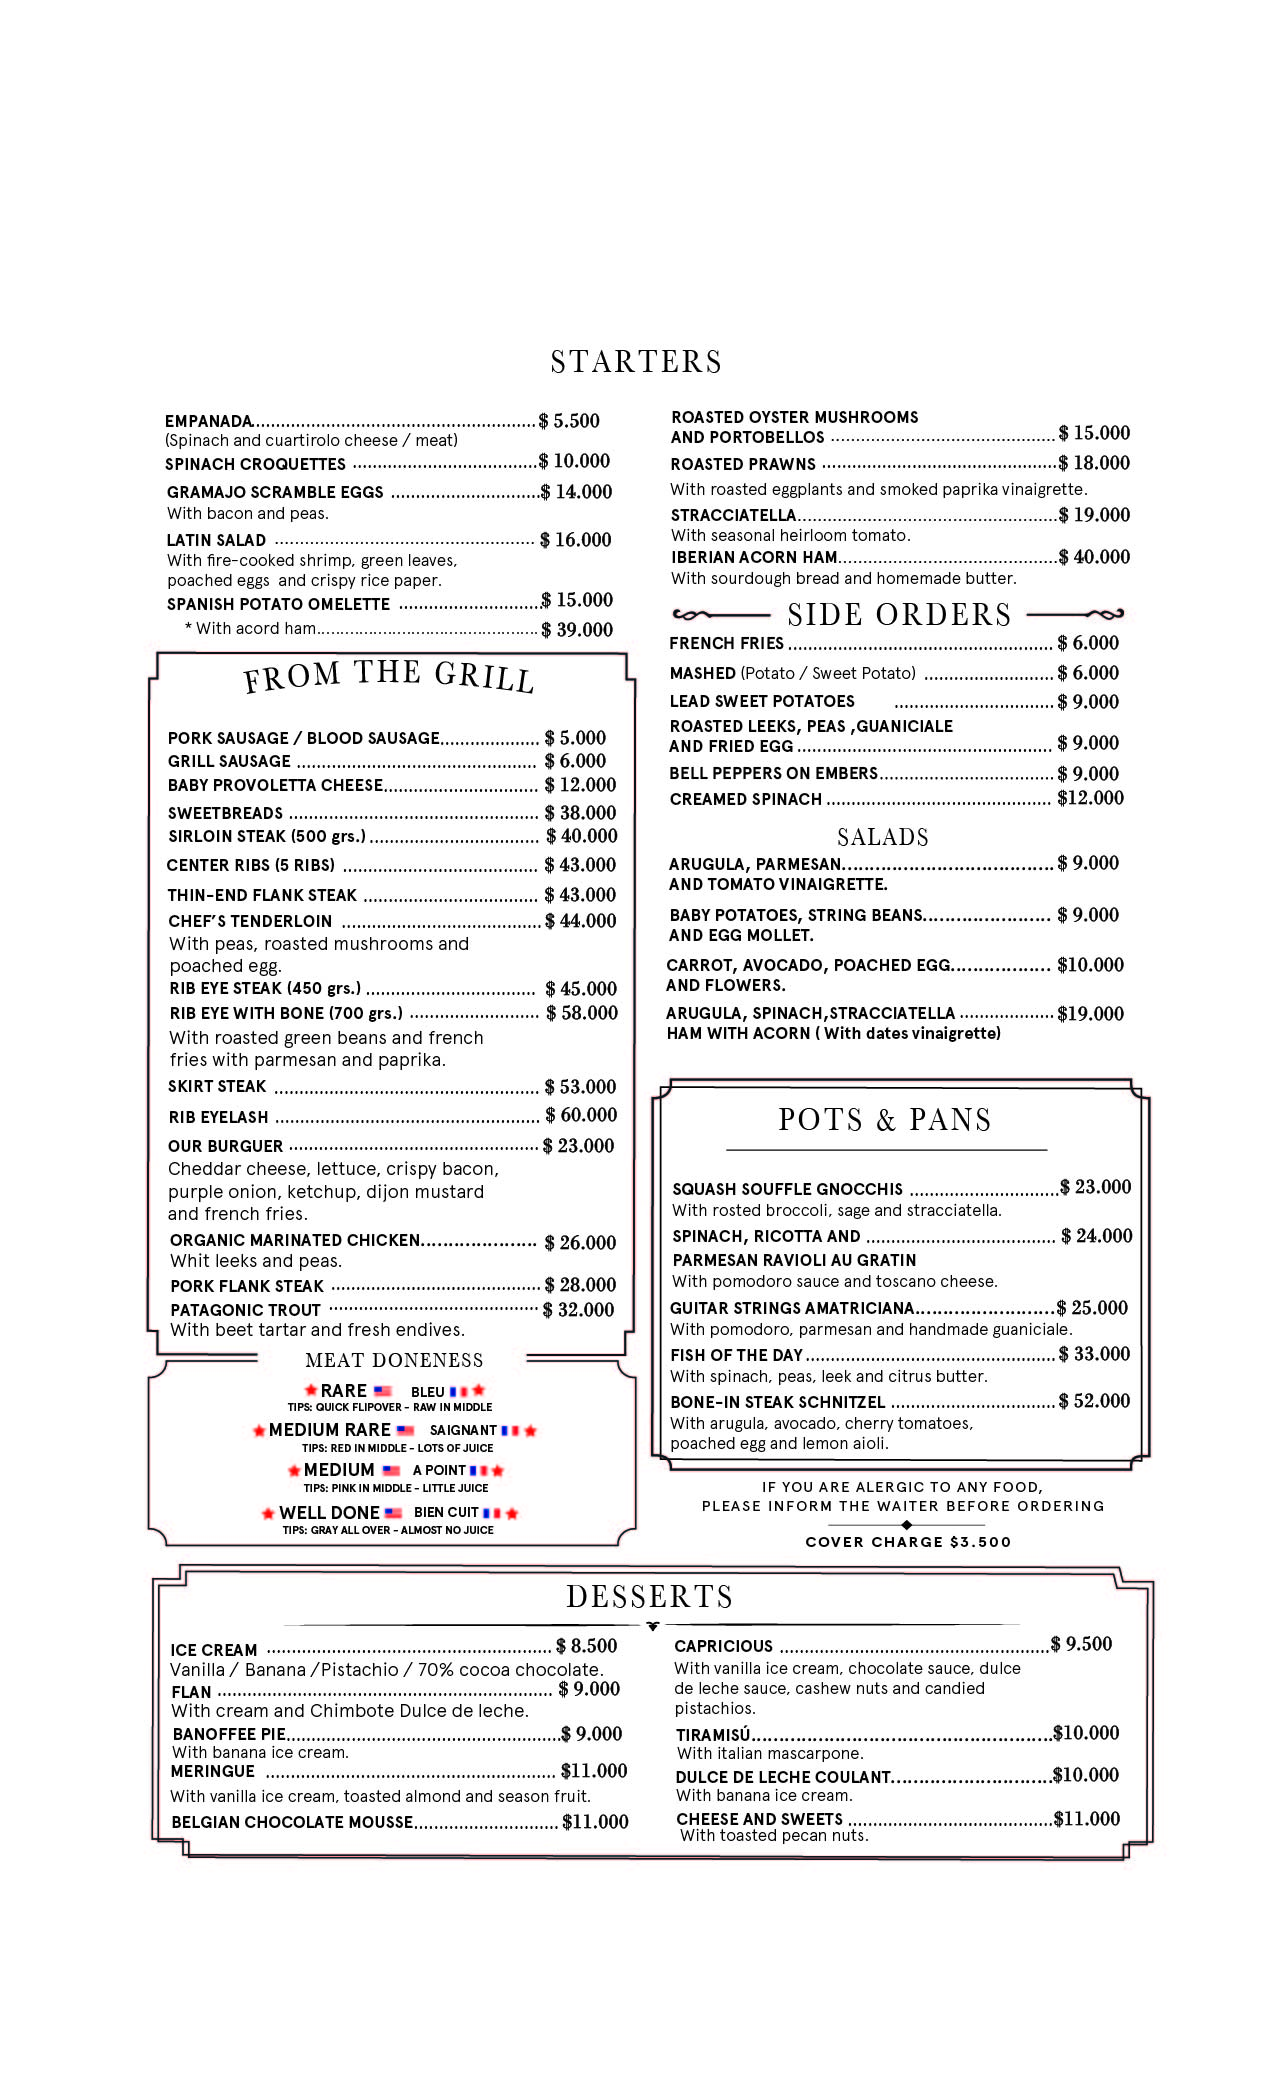 STARTERS
EMPANADA....................................................$ 5.500
(Spinach and cuartirolo cheese / meat)
SPINACH CROQUETTES ..................................$ 10.000
GRAMAJO SCRAMBLE EGGS ...........................$ 14.000
With bacon and peas.
LATIN SALAD ............................................... $ 16.000
With fire-cooked shrimp, green leaves,
poached eggs and crispy rice paper.
SPANISH POTATO OMELETTE ..........................$ 15.000
* With acord ham............................................ $ 39.000
ROASTED OYSTER MUSHROOMS
AND PORTOBELLOS .........................................$ 15.000
ROASTED PRAWNS ...........................................$ 18.000
With roasted eggplants and smoked paprika vinaigrette.
STRACCIATELLA................................................$ 19.000
With seasonal heirloom tomato.
IBERIAN ACORN HAM.........................................$ 40.000
With sourdough bread and homemade butter.
SIDE ORDERS
FRENCH FRIES ................................................. $ 6.000
MASHED (Potato / Sweet Potato) ........................ $ 6.000
LEAD SWEET POTATOES ............................. $ 9.000
ROASTED LEEKS, PEAS ,GUANICIALE
AND FRIED EGG ............................................... $ 9.000
BELL PEPPERS ON EMBERS................................ $ 9.000
CREAMED SPINACH ......................................... $12.000
SALADS
ARUGULA, PARMESAN.................................... $ 9.000
AND TOMATO VINAIGRETTE.
BABY POTATOES, STRING BEANS...................... $ 9.000
AND EGG MOLLET.
CARROT, AVOCADO, POACHED EGG................. $10.000
AND FLOWERS.
ARUGULA, SPINACH,STRACCIATELLA .................$19.000
HAM WITH ACORN ( With dates vinaigrette)
FROM THE GRILL
PORK SAUSAGE / BLOOD SAUSAGE.................. $ 5.000
GRILL SAUSAGE ............................................ $ 6.000
BABY PROVOLETTA CHEESE............................ $ 12.000
SWEETBREADS .............................................. $ 38.000
SIRLOIN STEAK (500 grs.) ............................... $ 40.000
CENTER RIBS (5 RIBS) .................................... $ 43.000
THIN-END FLANK STEAK ................................ $ 43.000
CHEF’S TENDERLOIN .................................... $ 44.000
With peas, roasted mushrooms and
poached egg.
RIB EYE STEAK (450 grs.) ............................... $ 45.000
RIB EYE WITH BONE (700 grs.) ....................... $ 58.000
With roasted green beans and french
fries with parmesan and paprika.
SKIRT STEAK ................................................ $ 53.000
RIB EYELASH ................................................ $ 60.000
OUR BURGUER .............................................. $ 23.000
Cheddar cheese, lettuce, crispy bacon,
purple onion, ketchup, dijon mustard
and french fries.
ORGANIC MARINATED CHICKEN.................... $ 26.000
Whit leeks and peas.
PORK FLANK STEAK ...................................... $ 28.000
PATAGONIC TROUT ...................................... $ 32.000
With beet tartar and fresh endives.
MEAT DONENESS
RARE BLEU
TIPS: QUICK FLIPOVER - RAW IN MIDDLE
MEDIUM RARE SAIGNANT
TIPS: RED IN MIDDLE - LOTS OF JUICE
MEDIUM A POINT
TIPS: PINK IN MIDDLE - LITTLE JUICE
WELL DONE BIEN CUIT
TIPS: GRAY ALL OVER - ALMOST NO JUICE
POTS & PANS
SQUASH SOUFFLE GNOCCHIS ...........................$ 23.000
With rosted broccoli, sage and stracciatella.
SPINACH, RICOTTA AND ................................... $ 24.000
PARMESAN RAVIOLI AU GRATIN
With pomodoro sauce and toscano cheese.
GUITAR STRINGS AMATRICIANA........................$ 25.000
With pomodoro, parmesan and handmade guaniciale.
FISH OF THE DAY..............................................$ 33.000
With spinach, peas, leek and citrus butter.
BONE-IN STEAK SCHNITZEL .............................. $ 52.000
With arugula, avocado, cherry tomatoes,
poached egg and lemon aioli.
IF YOU ARE ALERGIC TO ANY FOOD,
PLEASE INFORM THE WAITER BEFORE ORDERING
COVER CHARGE $3.500
DESSERTS
ICE CREAM .................................................... $ 8.500
Vanilla / Banana /Pistachio / 70% cocoa chocolate.
FLAN ............................................................. $ 9.000
With cream and Chimbote Dulce de leche.
BANOFFEE PIE..................................................$ 9.000
With banana ice cream.
MERINGUE ..................................................... $11.000
With vanilla ice cream, toasted almond and season fruit.
BELGIAN CHOCOLATE MOUSSE.......................... $11.000
CAPRICIOUS .................................................$ 9.500
With vanilla ice cream, chocolate sauce, dulce
de leche sauce, cashew nuts and candied
pistachios.
TIRAMISÚ....................................................$10.000
With italian mascarpone.
DULCE DE LECHE COULANT............................$10.000
With banana ice cream.
CHEESE AND SWEETS .....................................$11.000
With toasted pecan nuts.